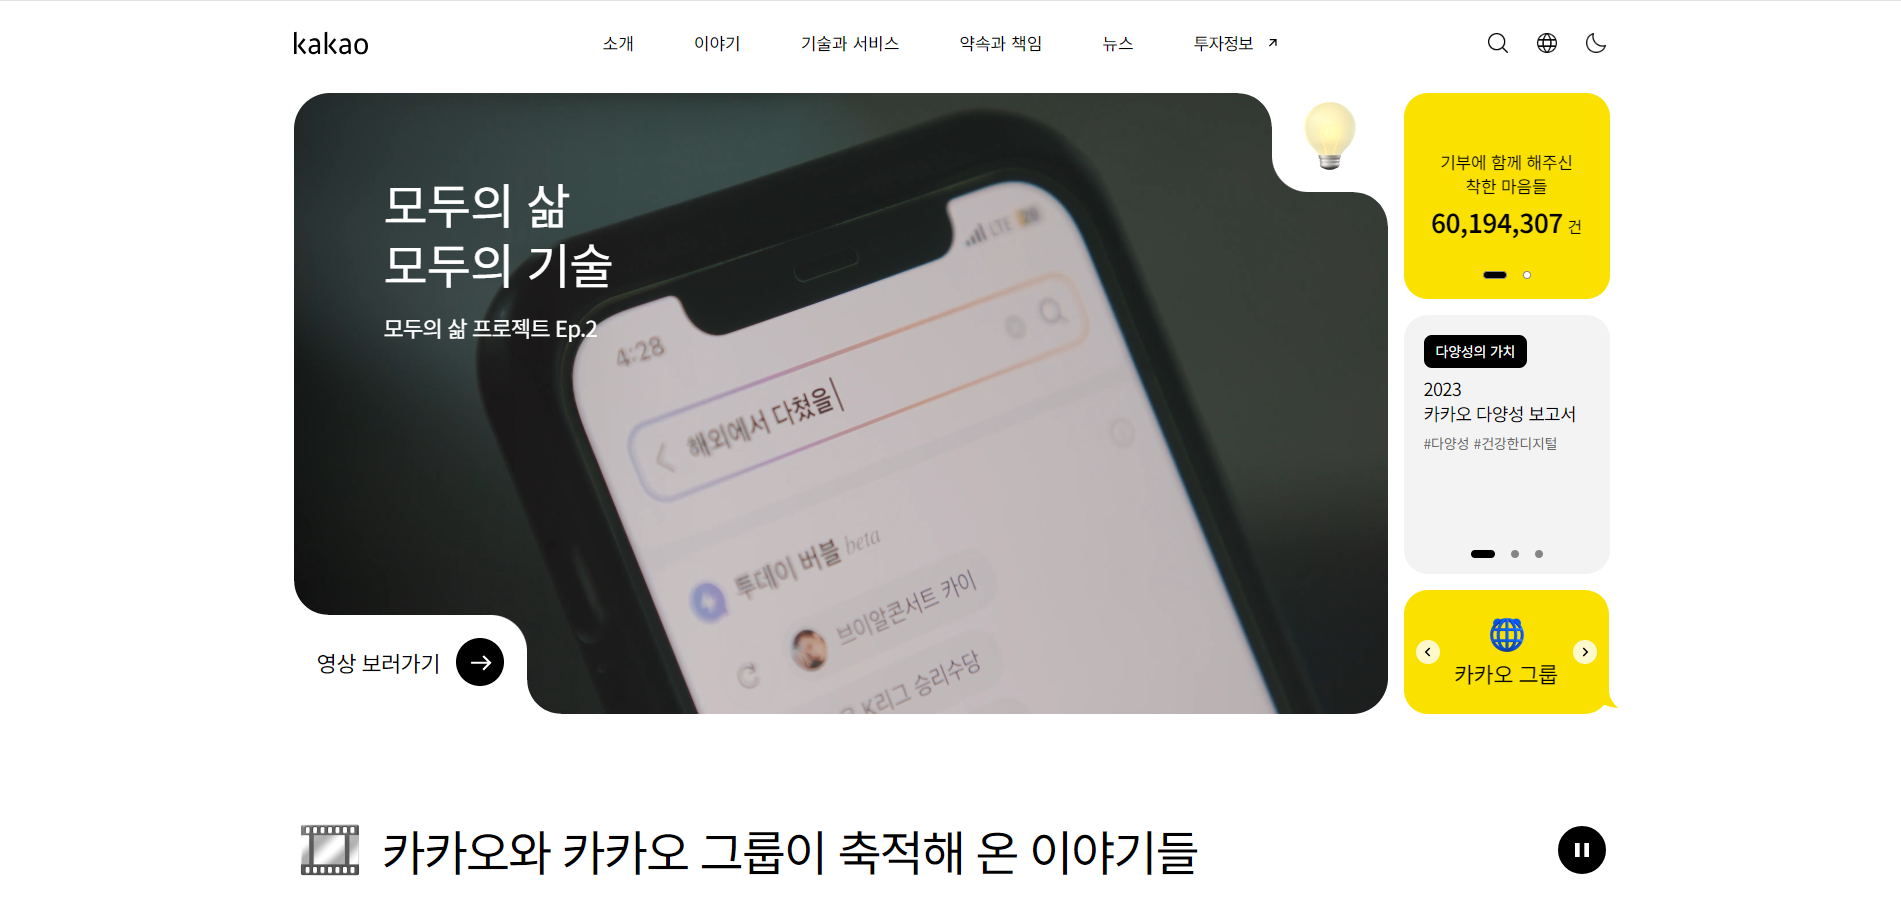 kakao
소개
이야기
기술과 서비스
약속과 책임
뉴스
투자정보
모두의 삶
모두의 기술
모두의 삶 프로젝트 Ep.2
LTE 20
4:28
해외에서 다쳤을
투데이 버블 beta
브이알콘서트 카이
K리그 승리수당
영상 보러가기
기부에 함께 해주신
착한 마음들
60,194,307 건
다양성의 가치
2023
카카오 다양성 보고서
#다양성 #건강한디지털
카카오 그룹
카카오와 카카오 그룹이 축적해 온 이야기들